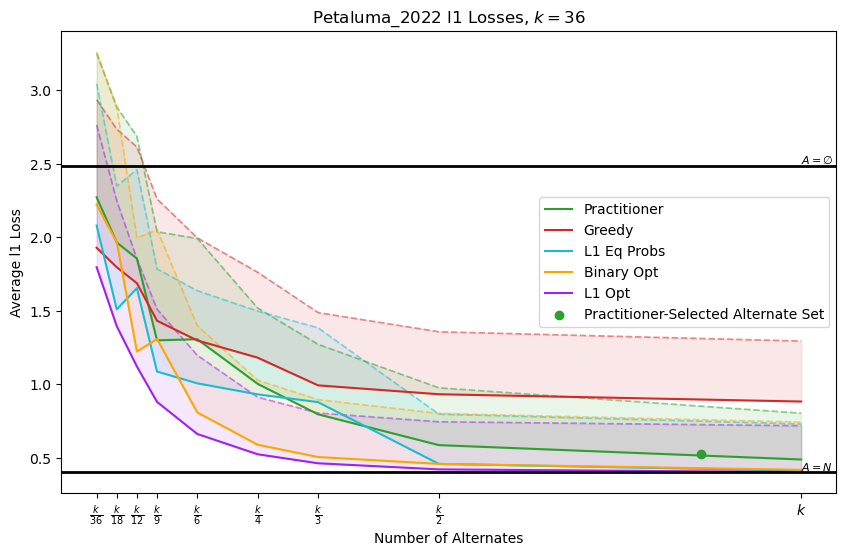 Petaluma_2022 l1 Losses, k = 36
Average l1 Loss
3.0
2.5
2.0
1.5
1.0
0.5
A = ∅
A = N
Practitioner
Greedy
L1 Eq Probs
Binary Opt
L1 Opt
Practitioner-Selected Alternate Set
k/36 k/18 k/12 k/9 k/6 k/4 k/3 k/2 k
Number of Alternates